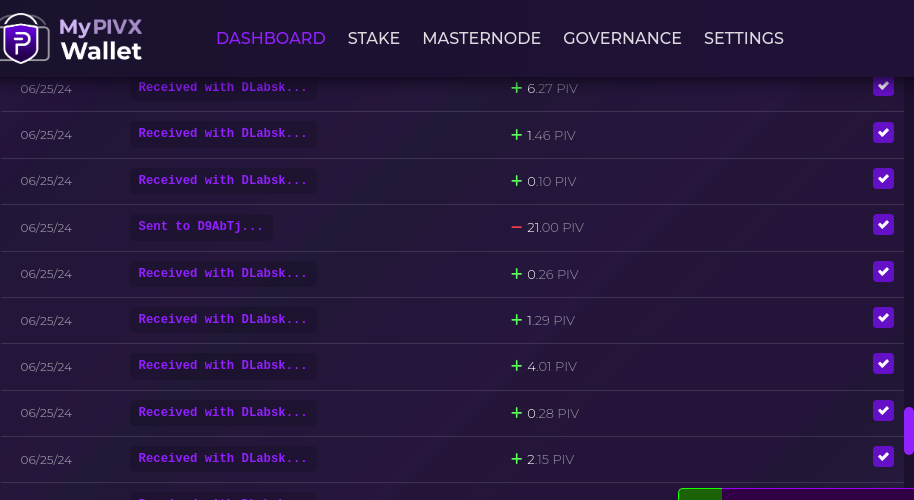 MyPIVX
Wallet
DASHBOARD STAKE MASTERNODE GOVERNANCE SETTINGS
06/25/24 Received with DLabsk... + 6.27 PIV
06/25/24 Received with DLabsk... + 1.46 PIV
06/25/24 Received with DLabsk... + 0.10 PIV
06/25/24 Sent to D9AbTj... − 21.00 PIV
06/25/24 Received with DLabsk... + 0.26 PIV
06/25/24 Received with DLabsk... + 1.29 PIV
06/25/24 Received with DLabsk... + 4.01 PIV
06/25/24 Received with DLabsk... + 0.28 PIV
06/25/24 Received with DLabsk... + 2.15 PIV